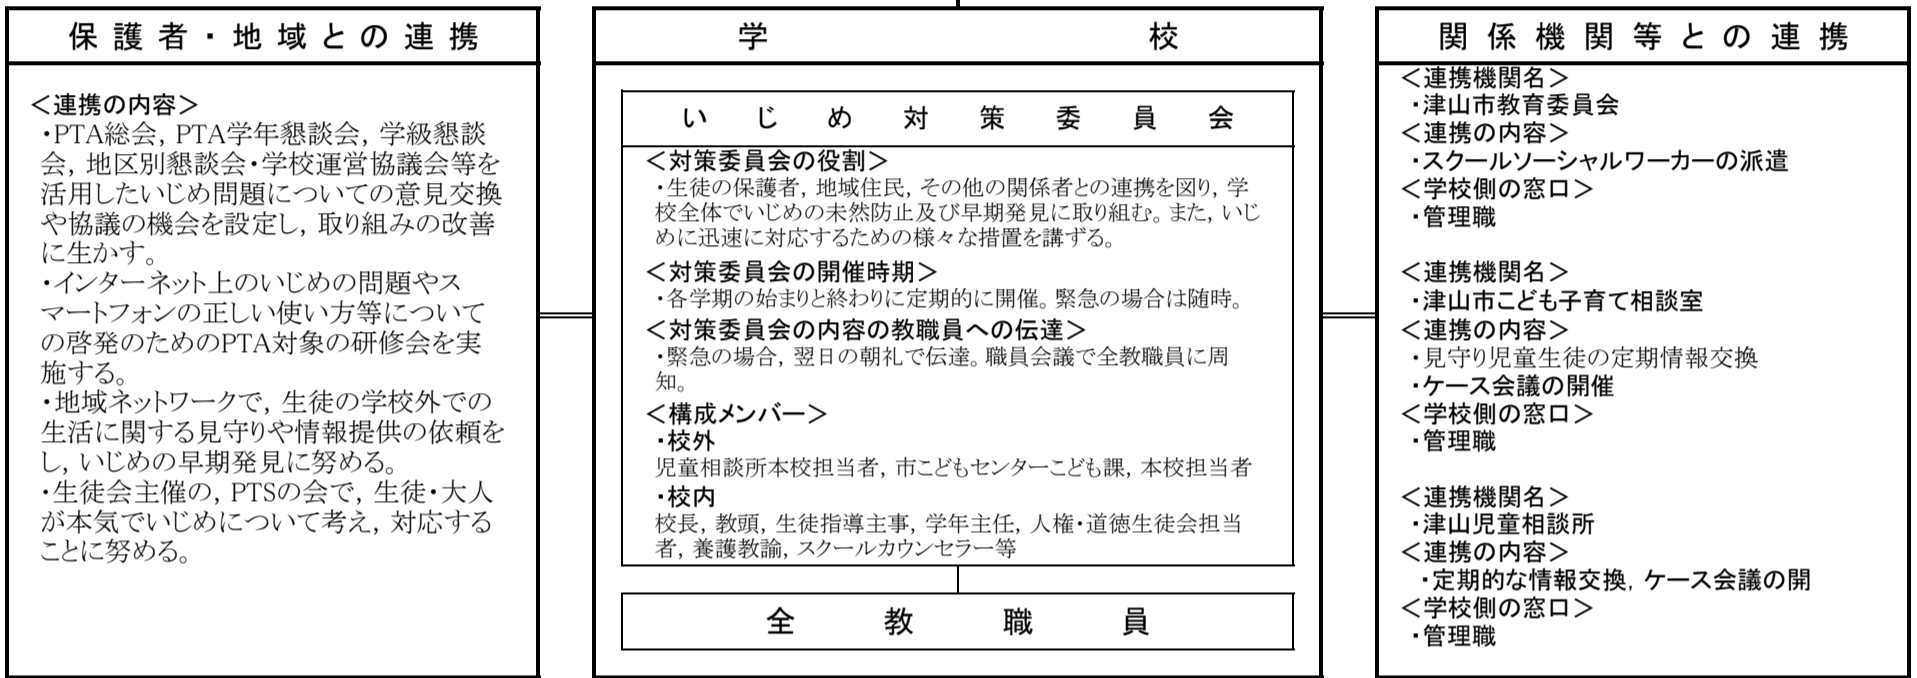 保護者・地域との連携
＜連携の内容＞
・PTA総会，PTA学年懇談会，学級懇談
会，地区別懇談会・学校運営協議会等を
活用したいじめ問題についての意見交換
や協議の機会を設定し，取り組みの改善
に生かす。
・インターネット上のいじめの問題やス
マートフォンの正しい使い方等について
の啓発のためのPTA対象の研修会を実
施する。
・地域ネットワークで，生徒の学校外での
生活に関する見守りや情報提供の依頼を
し，いじめの早期発見に努める。
・生徒会主催の，PTSの会で，生徒・大人
が本気でいじめについて考え，対応する
ことに努める。
学校
いじめ対策委員会
＜対策委員会の役割＞
・生徒の保護者，地域住民，その他の関係者との連携を図り，学
校全体でいじめの未然防止及び早期発見に取り組む。また，いじ
めに迅速に対応するための様々な措置を講ずる。
＜対策委員会の開催時期＞
・各学期の始まりと終わりに定期的に開催。緊急の場合は随時。
＜対策委員会の内容の教職員への伝達＞
・緊急の場合，翌日の朝礼で伝達。職員会議で全教職員に周
知。
＜構成メンバー＞
・校外
児童相談所本校担当者，市こどもセンターこども課，本校担当者
・校内
校長，教頭，生徒指導主事，学年主任，人権・道徳生徒会担当
者，養護教諭，スクールカウンセラー等
全教職員
関係機関等との連携
＜連携機関名＞
・津山市教育委員会
＜連携の内容＞
・スクールソーシャルワーカーの派遣
＜学校側の窓口＞
・管理職
＜連携機関名＞
・津山市こども子育て相談室
＜連携の内容＞
・見守り児童生徒の定期情報交換
・ケース会議の開催
＜学校側の窓口＞
・管理職
＜連携機関名＞
・津山児童相談所
＜連携の内容＞
・定期的な情報交換，ケース会議の開
＜学校側の窓口＞
・管理職